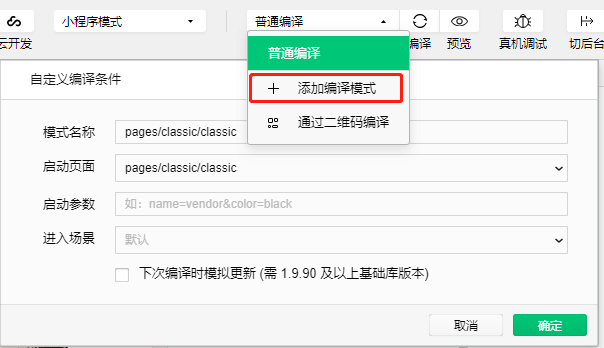 小程序模式
普通编译
云开发
编译
预览
真机调试
切后台
普通编译
添加编译模式
通过二维码编译
自定义编译条件
模式名称 pages/classic/classic
启动页面 pages/classic/classic
启动参数 如：name=vendor&color=black
进入场景 默认
下次编译时模拟更新 (需 1.9.90 及以上基础库版本)
取消 确定